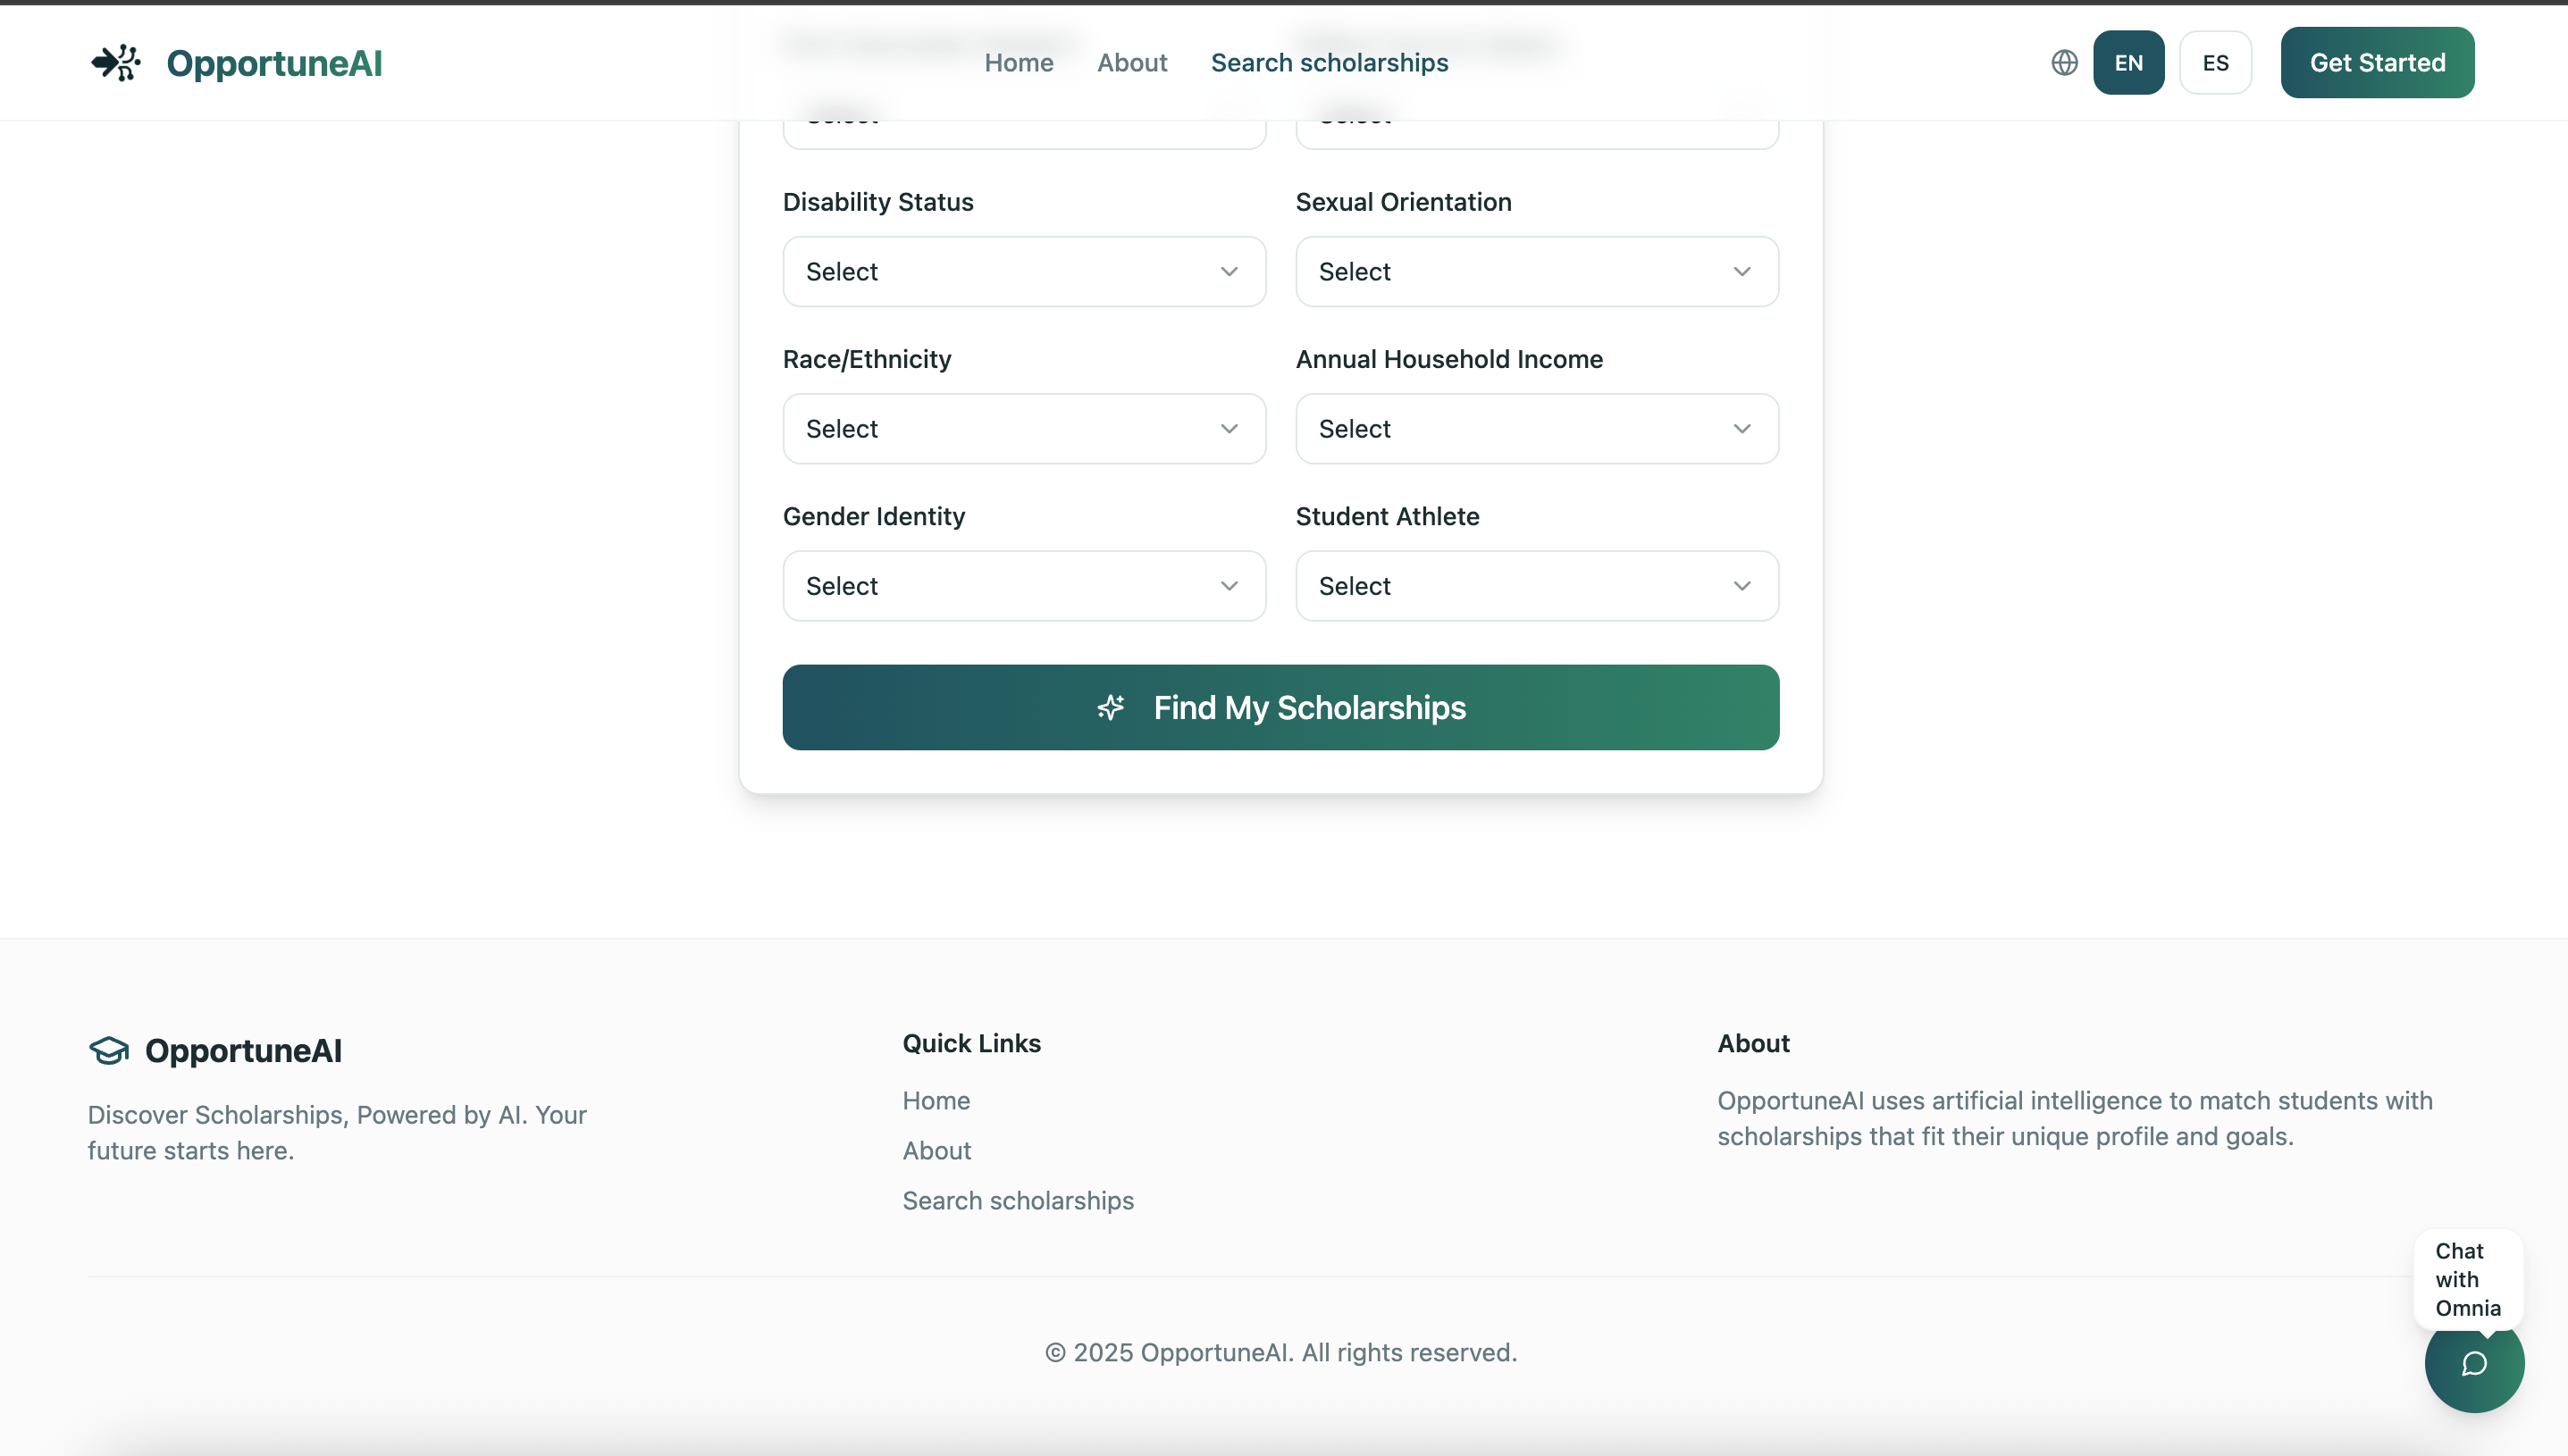 OpportuneAI
Home
About
Search scholarships
EN
ES
Get Started
Select
Select
Disability Status
Sexual Orientation
Select
Select
Race/Ethnicity
Annual Household Income
Select
Select
Gender Identity
Student Athlete
Select
Select
Find My Scholarships
OpportuneAI
Discover Scholarships, Powered by AI. Your
future starts here.
Quick Links
Home
About
Search scholarships
About
OpportuneAI uses artificial intelligence to match students with
scholarships that fit their unique profile and goals.
Chat
with
Omnia
© 2025 OpportuneAI. All rights reserved.